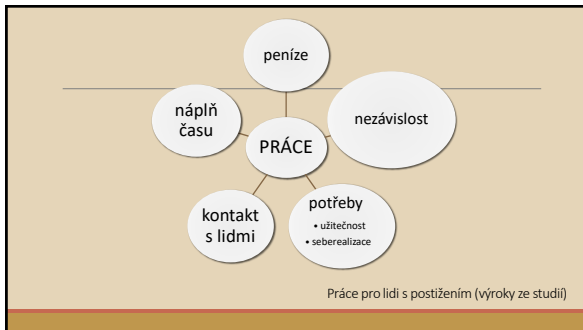 peníze
náplň
času
nezávislost
PRÁCE
kontakt
s lidmi
potřeby
• užitečnost
• seberealizace
Práce pro lidi s postižením (výroky ze studií)